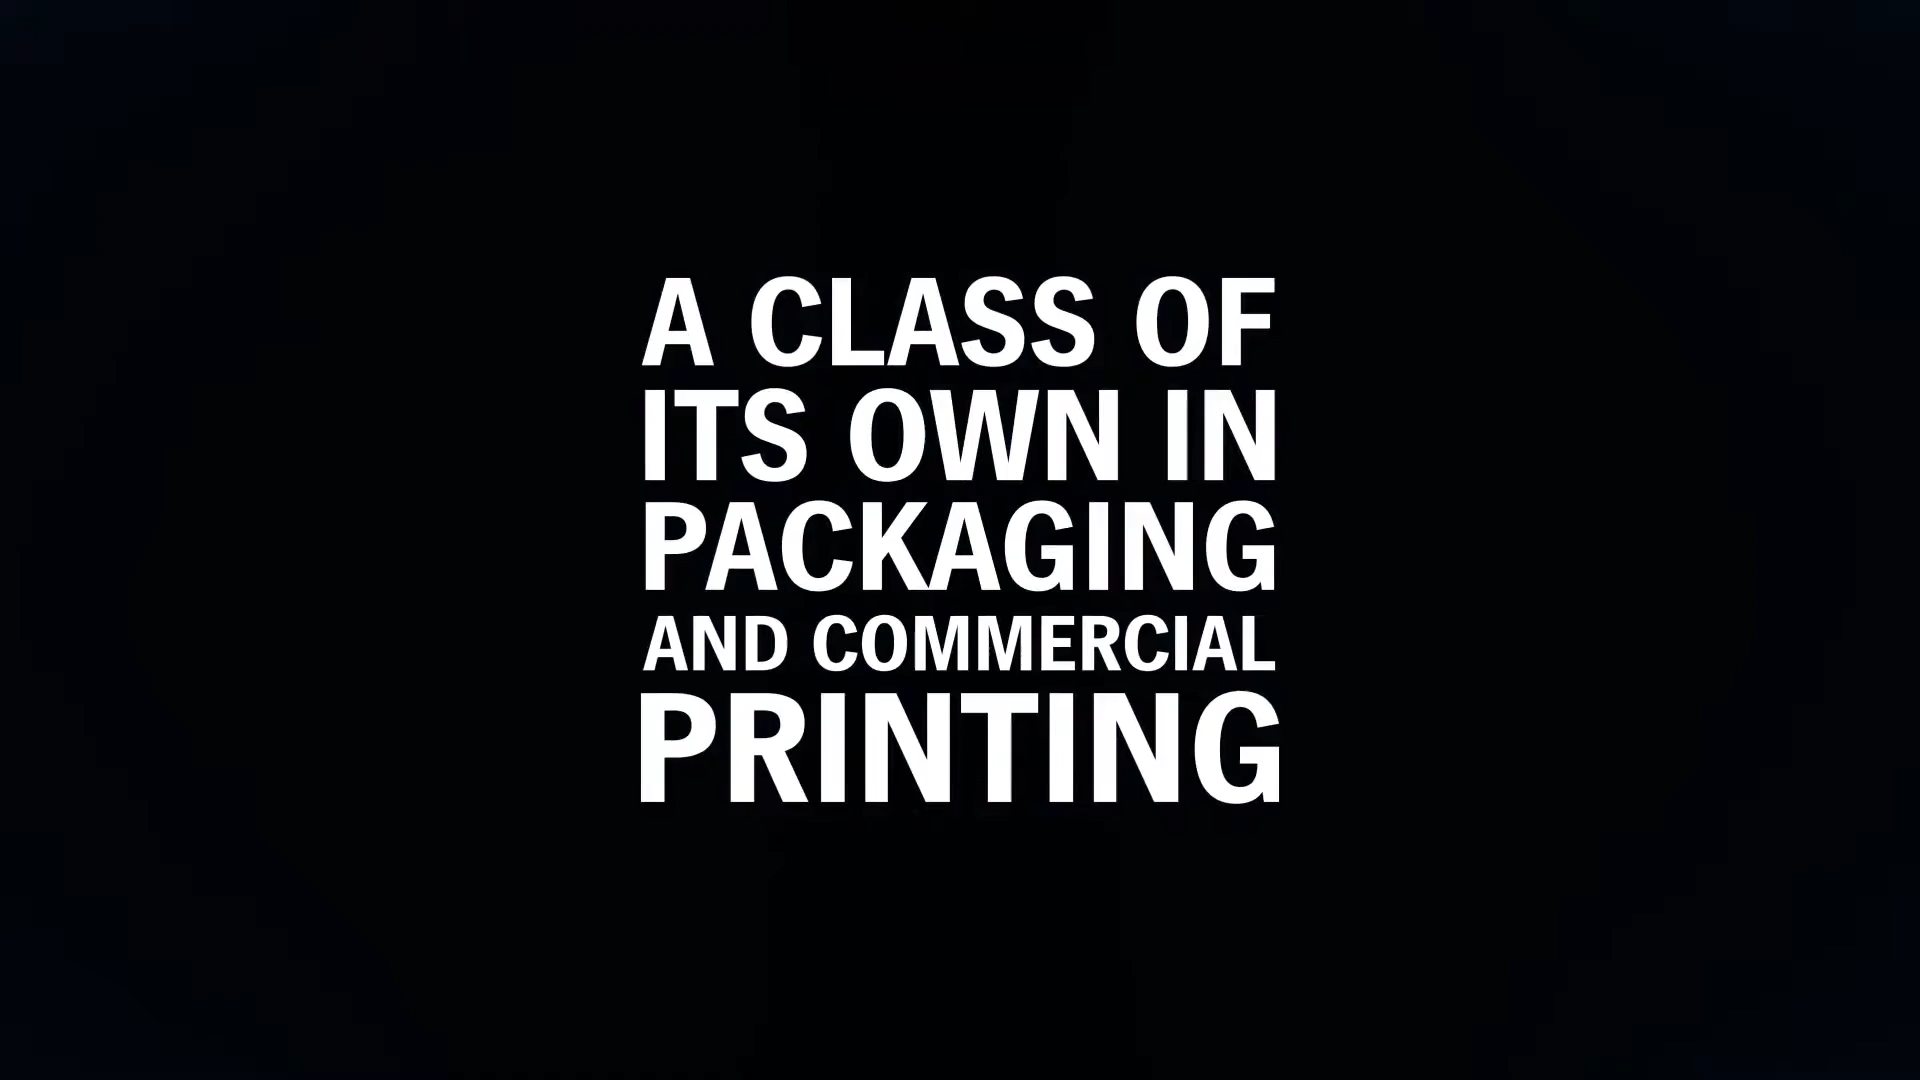 A CLASS OF
ITS OWN IN
PACKAGING
AND COMMERCIAL
PRINTING